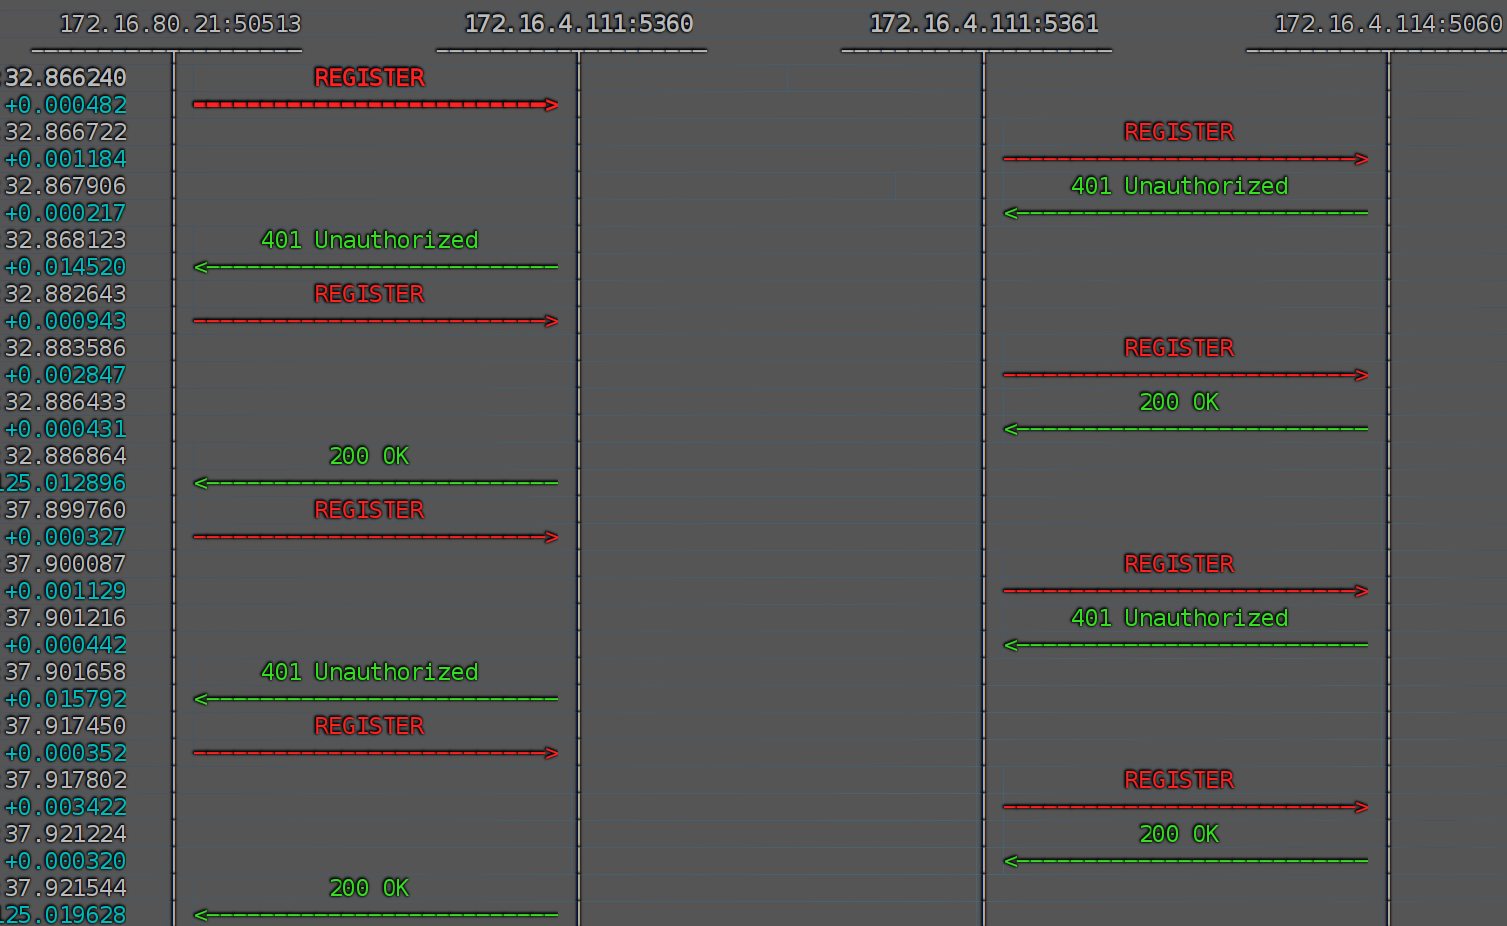 172.16.80.21:50513 172.16.4.111:5360 172.16.4.111:5361 172.16.4.114:5060
32.866240 REGISTER
+0.000482
32.866722 REGISTER
+0.001184
32.867906 401 Unauthorized
+0.000217
32.868123 401 Unauthorized
+0.014520
32.882643 REGISTER
+0.000943
32.883586 REGISTER
+0.002847
32.886433 200 OK
+0.000431
32.886864 200 OK
125.012896
37.899760 REGISTER
+0.000327
37.900087 REGISTER
+0.001129
37.901216 401 Unauthorized
+0.000442
37.901658 401 Unauthorized
+0.015792
37.917450 REGISTER
+0.000352
37.917802 REGISTER
+0.003422
37.921224 200 OK
+0.000320
37.921544 200 OK
125.019628